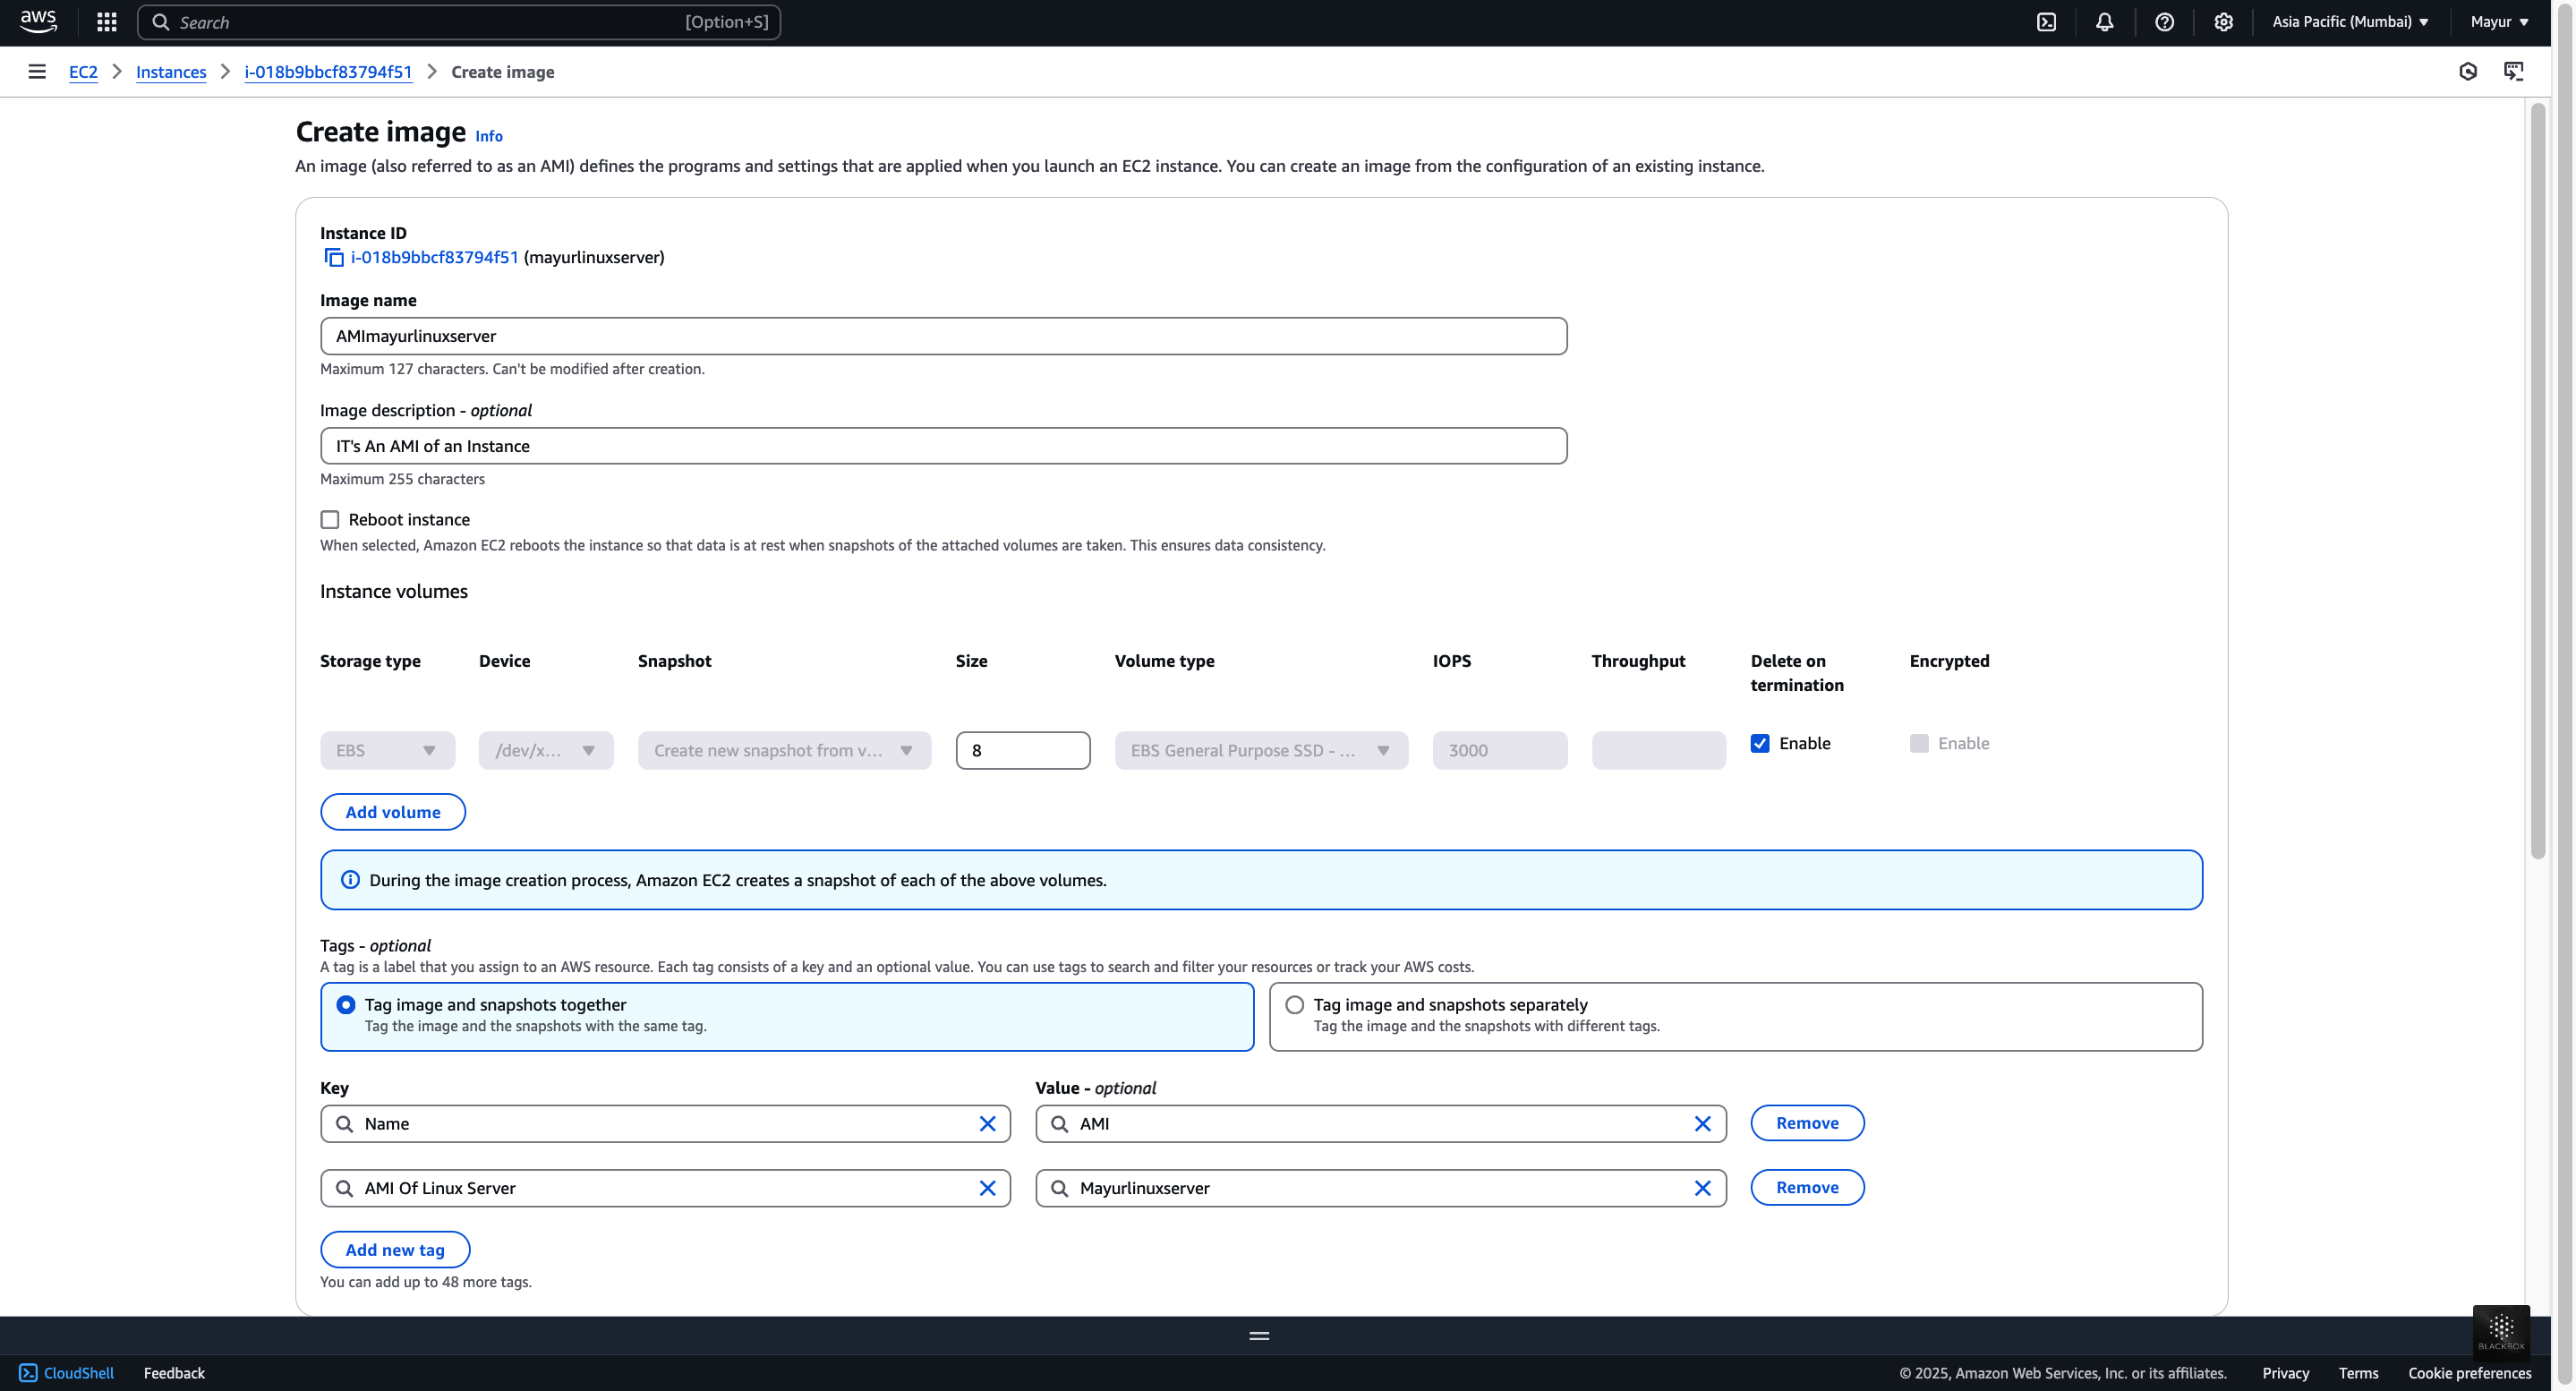 aws
Search [Option+S]
Asia Pacific (Mumbai) Mayur
EC2 Instances i-018b9bbcf83794f51 Create image
Create image Info
An image (also referred to as an AMI) defines the programs and settings that are applied when you launch an EC2 instance. You can create an image from the configuration of an existing instance.
Instance ID
i-018b9bbcf83794f51 (mayurlinuxserver)
Image name
AMImayurlinuxserver
Maximum 127 characters. Can't be modified after creation.
Image description - optional
IT's An AMI of an Instance
Maximum 255 characters
Reboot instance
When selected, Amazon EC2 reboots the instance so that data is at rest when snapshots of the attached volumes are taken. This ensures data consistency.
Instance volumes
Storage type Device Snapshot Size Volume type IOPS Throughput Delete on termination Encrypted
EBS /dev/x... Create new snapshot from v... 8 EBS General Purpose SSD - ... 3000 Enable Enable
Add volume
During the image creation process, Amazon EC2 creates a snapshot of each of the above volumes.
Tags - optional
A tag is a label that you assign to an AWS resource. Each tag consists of a key and an optional value. You can use tags to search and filter your resources or track your AWS costs.
Tag image and snapshots together
Tag the image and the snapshots with the same tag.
Tag image and snapshots separately
Tag the image and the snapshots with different tags.
Key Value - optional
Name AMI Remove
AMI Of Linux Server Mayurlinuxserver Remove
Add new tag
You can add up to 48 more tags.
BLACKBOX
CloudShell Feedback © 2025, Amazon Web Services, Inc. or its affiliates. Privacy Terms Cookie preferences